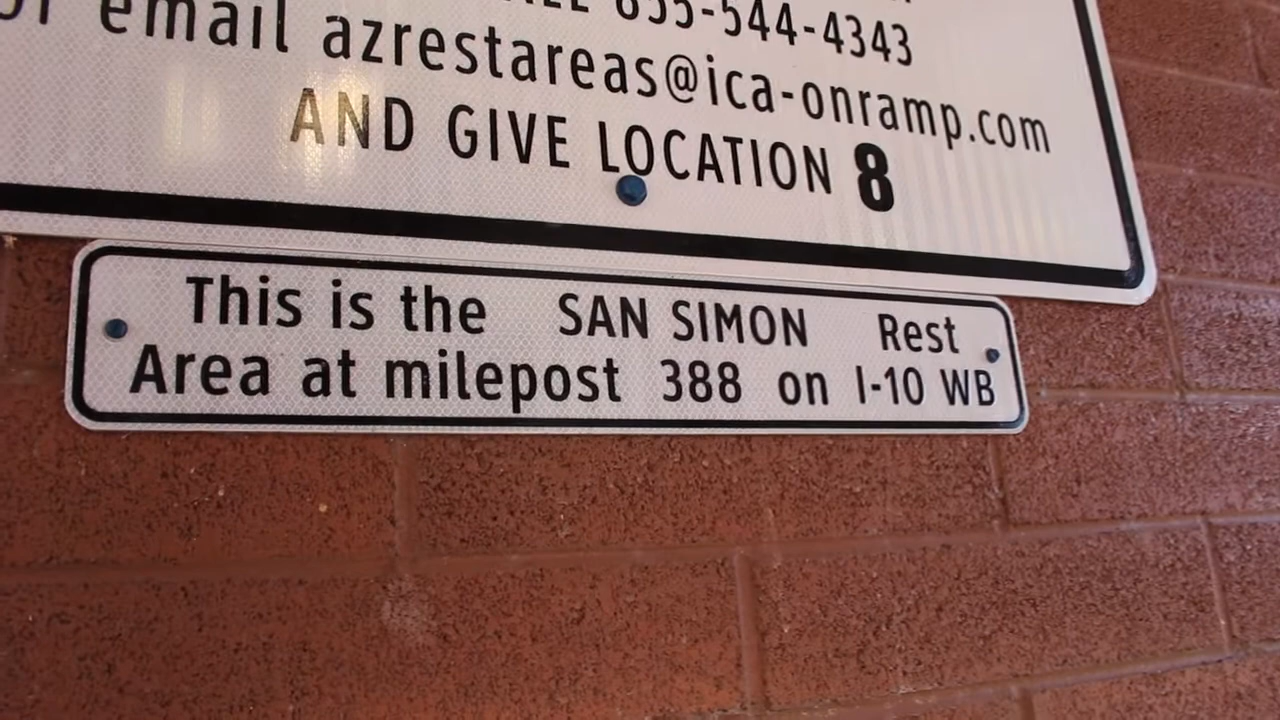 855-544-4343
email azrestareas@ica-onramp.com
AND GIVE LOCATION 8
This is the SAN SIMON Rest
Area at milepost 388 on I-10 WB